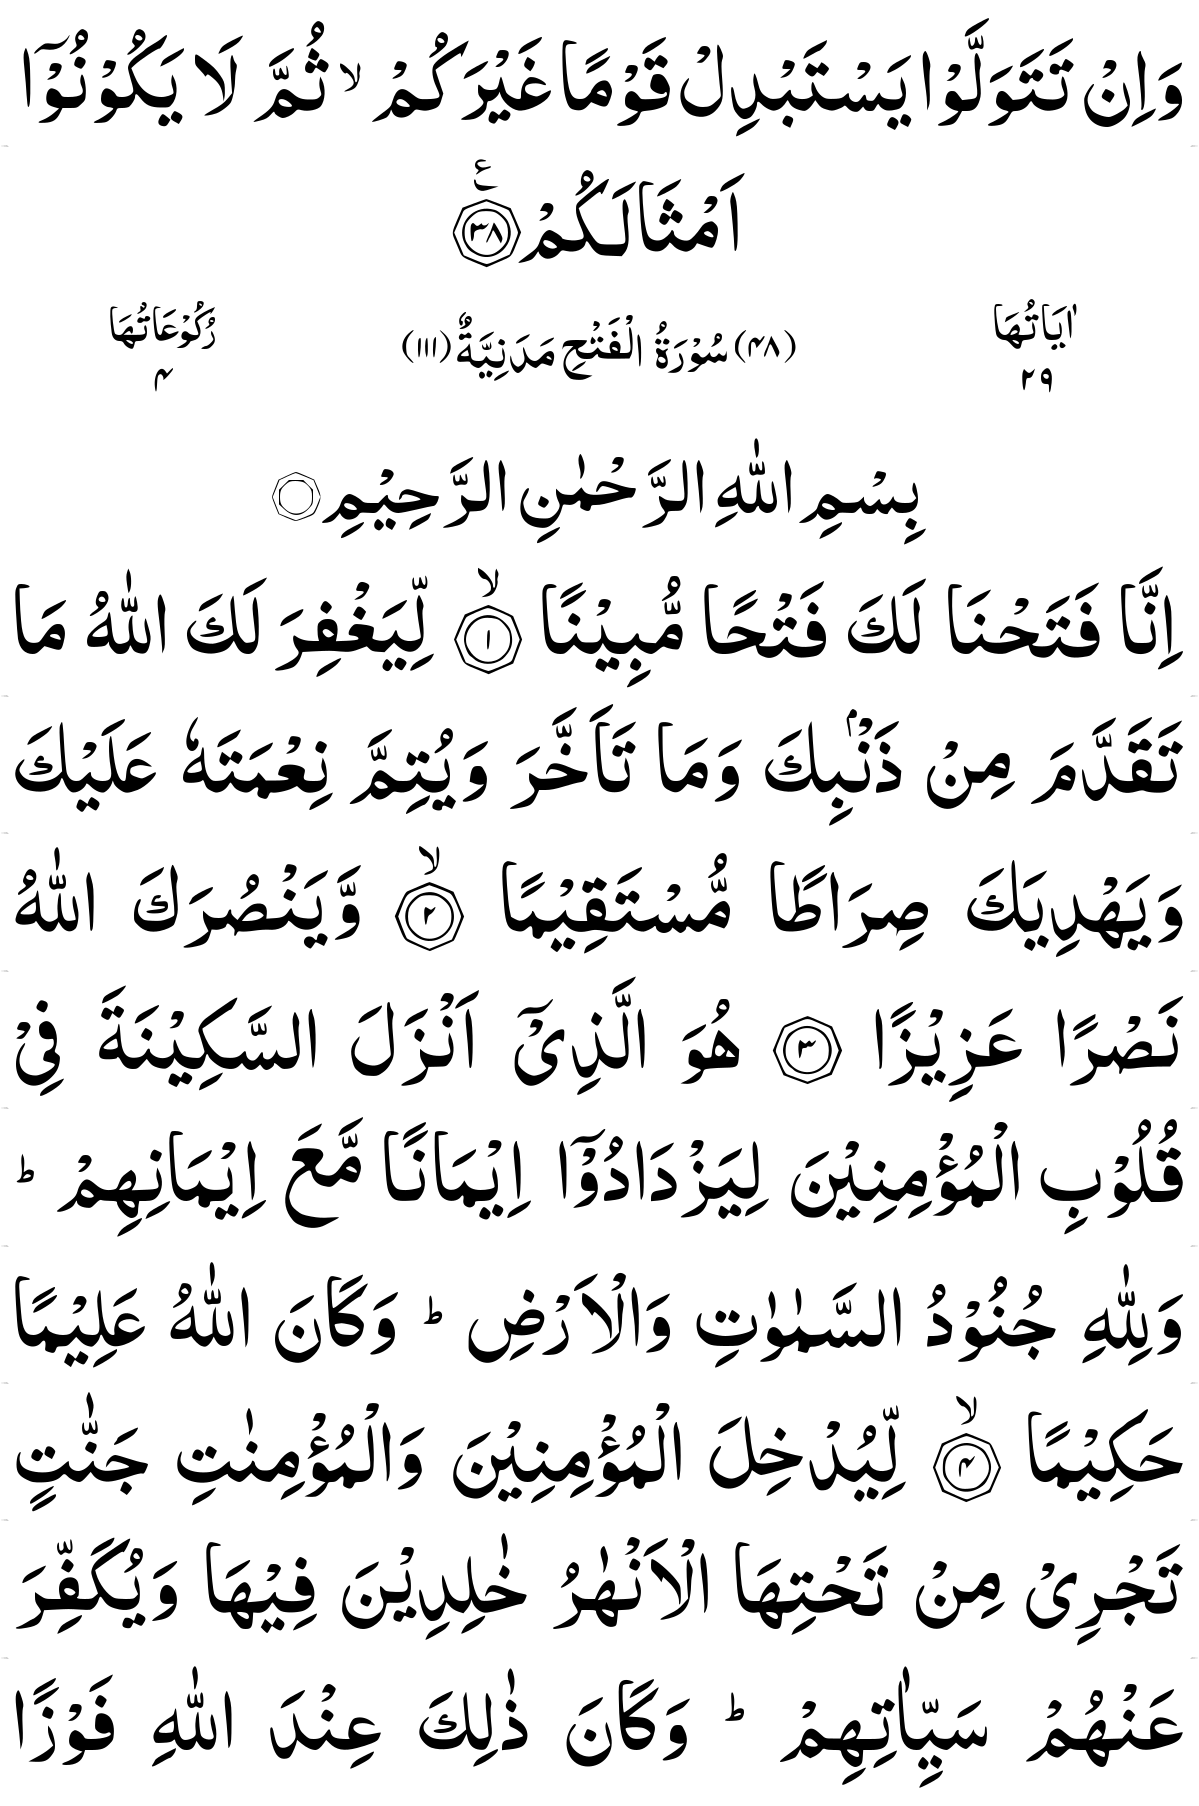 وَاِنْ تَتَوَلَّوْا يَسْتَبْدِلْ قَوْمًا غَيْرَكُمْ ۙ ثُمَّ لَا يَكُوْنُوْۤا
اَمْثَالَكُمْ ۝٣٨ ع
اٰيَاتُهَا ٢٩ (٤٨) سُوْرَةُ الْفَتْحِ مَدَنِيَّةٌ (١١١) رُكُوْعَاتُهَا ٤
بِسْمِ اللّٰهِ الرَّحْمٰنِ الرَّحِيْمِ ۝
اِنَّا فَتَحْنَا لَكَ فَتْحًا مُّبِيْنًا ۝١ ۙ لِّيَغْفِرَ لَكَ اللّٰهُ مَا
تَقَدَّمَ مِنْ ذَنْۢبِكَ وَمَا تَاَخَّرَ وَيُتِمَّ نِعْمَتَهٗ عَلَيْكَ
وَيَهْدِيَكَ صِرَاطًا مُّسْتَقِيْمًا ۝٢ ۙ وَّيَنْصُرَكَ اللّٰهُ
نَصْرًا عَزِيْزًا ۝٣ هُوَ الَّذِيْۤ اَنْزَلَ السَّكِيْنَةَ فِيْ
قُلُوْبِ الْمُؤْمِنِيْنَ لِيَزْدَادُوْۤا اِيْمَانًا مَّعَ اِيْمَانِهِمْ ؕ
وَلِلّٰهِ جُنُوْدُ السَّمٰوٰتِ وَالْاَرْضِ ؕ وَكَانَ اللّٰهُ عَلِيْمًا
حَكِيْمًا ۝٤ ۙ لِّيُدْخِلَ الْمُؤْمِنِيْنَ وَالْمُؤْمِنٰتِ جَنّٰتٍ
تَجْرِيْ مِنْ تَحْتِهَا الْاَنْهٰرُ خٰلِدِيْنَ فِيْهَا وَيُكَفِّرَ
عَنْهُمْ سَيِّاٰتِهِمْ ؕ وَكَانَ ذٰلِكَ عِنْدَ اللّٰهِ فَوْزًا